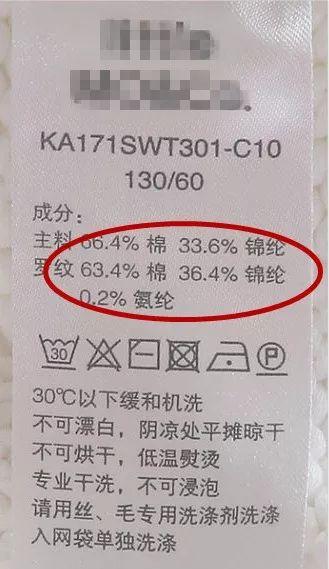 KA171SWT301-C10
130/60
成分：
主料 66.4% 棉 33.6% 锦纶
罗纹 63.4% 棉 36.4% 锦纶
0.2% 氨纶
30
P
30℃以下缓和机洗
不可漂白，阴凉处平摊晾干
不可烘干，低温熨烫
专业干洗，不可浸泡
请用丝、毛专用洗涤剂洗涤
入网袋单独洗涤